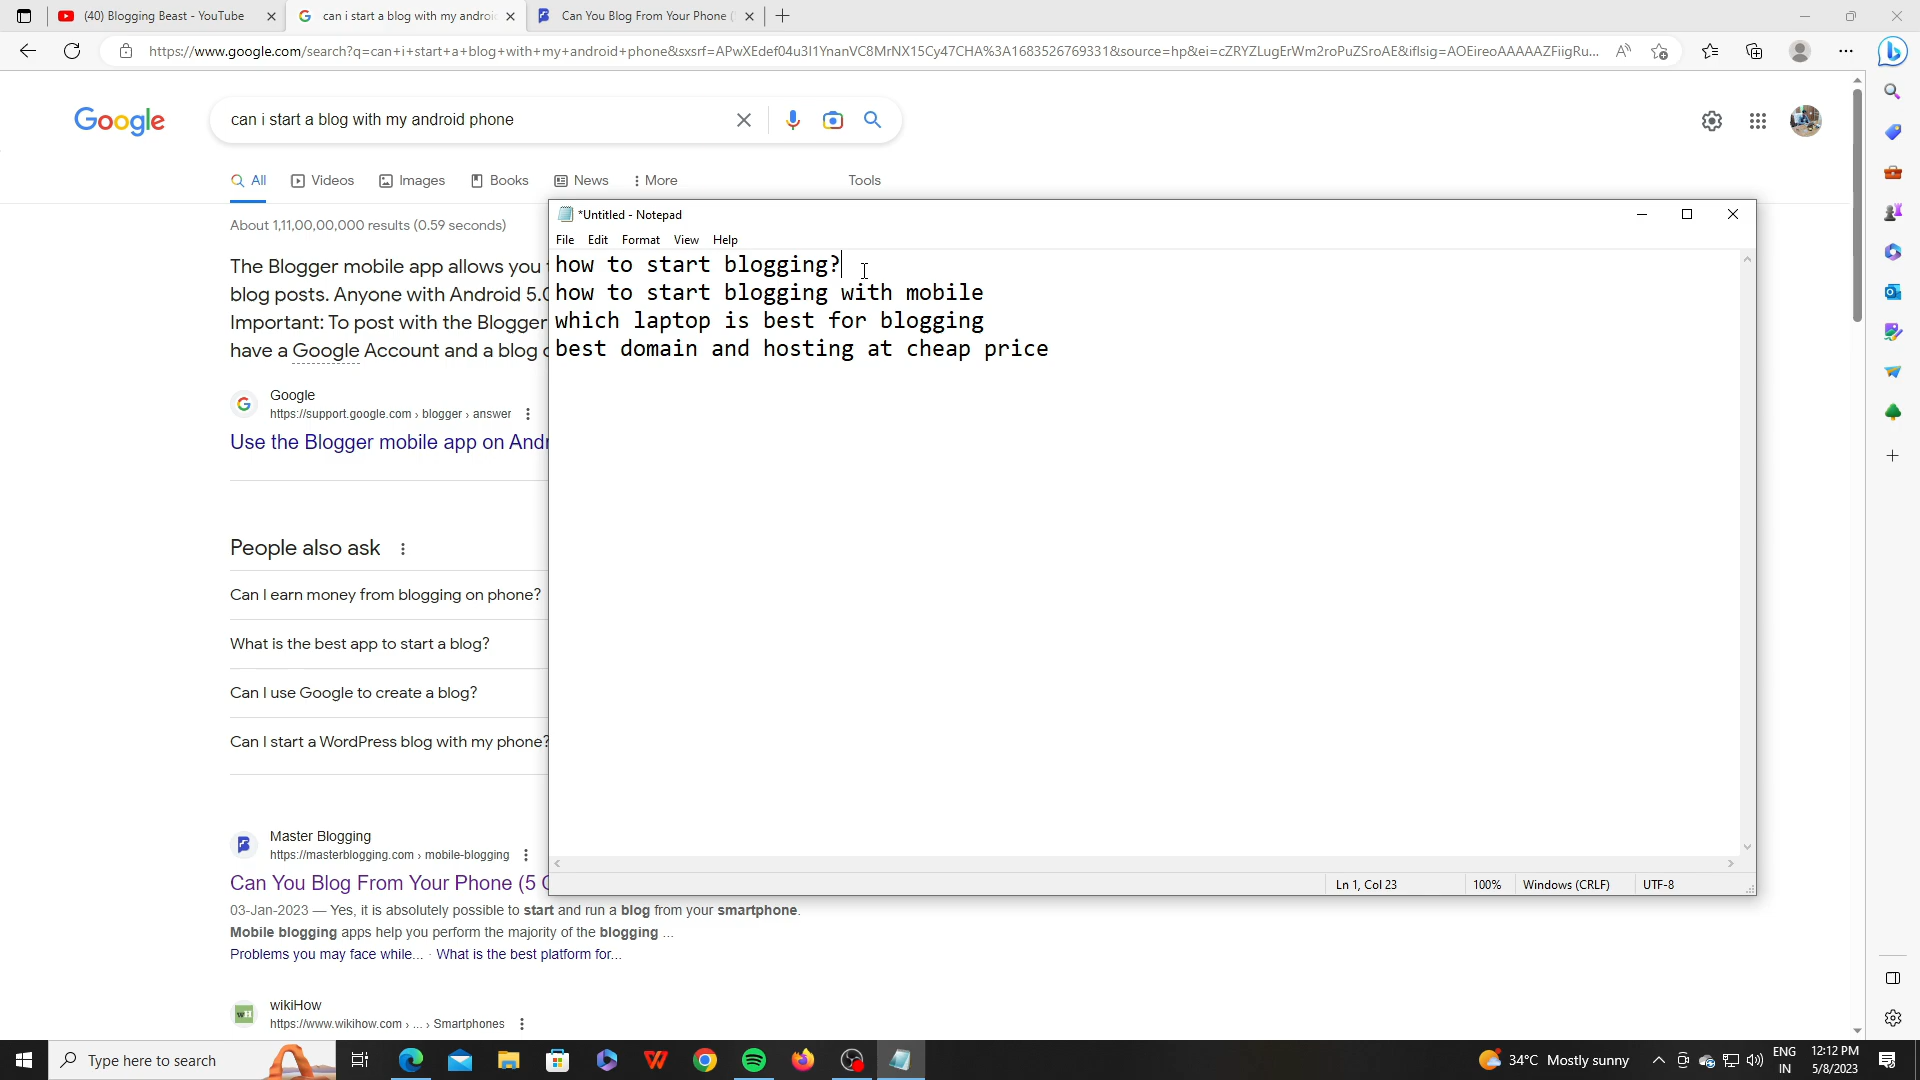 (40) Blogging Beast - YouTube
can i start a blog with my androi
Can You Blog From Your Phone (
https://www.google.com/search?q=can+i+start+a+blog+with+my+android+phone&sxsrf=APwXEdef04u3I1YnanVC8MrNX15Cy47CHA%3A1683526769331&source=hp&ei=cZRYZLugErWm2roPuZSroAE&iflsig=AOEireoAAAAAZFiigRu...
Google
can i start a blog with my android phone
All
Videos
Images
Books
News
More
Tools
About 1,11,00,00,000 results (0.59 seconds)
The Blogger mobile app allows you
blog posts. Anyone with Android 5.0
Important: To post with the Blogger
have a Google Account and a blog
Google
https://support.google.com › blogger › answer
Use the Blogger mobile app on Andr
People also ask
Can I earn money from blogging on phone?
What is the best app to start a blog?
Can I use Google to create a blog?
Can I start a WordPress blog with my phone?
Master Blogging
https://masterblogging.com › mobile-blogging
Can You Blog From Your Phone (5
03-Jan-2023 — Yes, it is absolutely possible to start and run a blog from your smartphone.
Mobile blogging apps help you perform the majority of the blogging ...
Problems you may face while... · What is the best platform for...
wikiHow
https://www.wikihow.com › ... › Smartphones
*Untitled - Notepad
File Edit Format View Help
how to start blogging?
how to start blogging with mobile
which laptop is best for blogging
best domain and hosting at cheap price
Ln 1, Col 23
100%
Windows (CRLF)
UTF-8
Type here to search
34°C Mostly sunny
ENG
IN
12:12 PM
5/8/2023